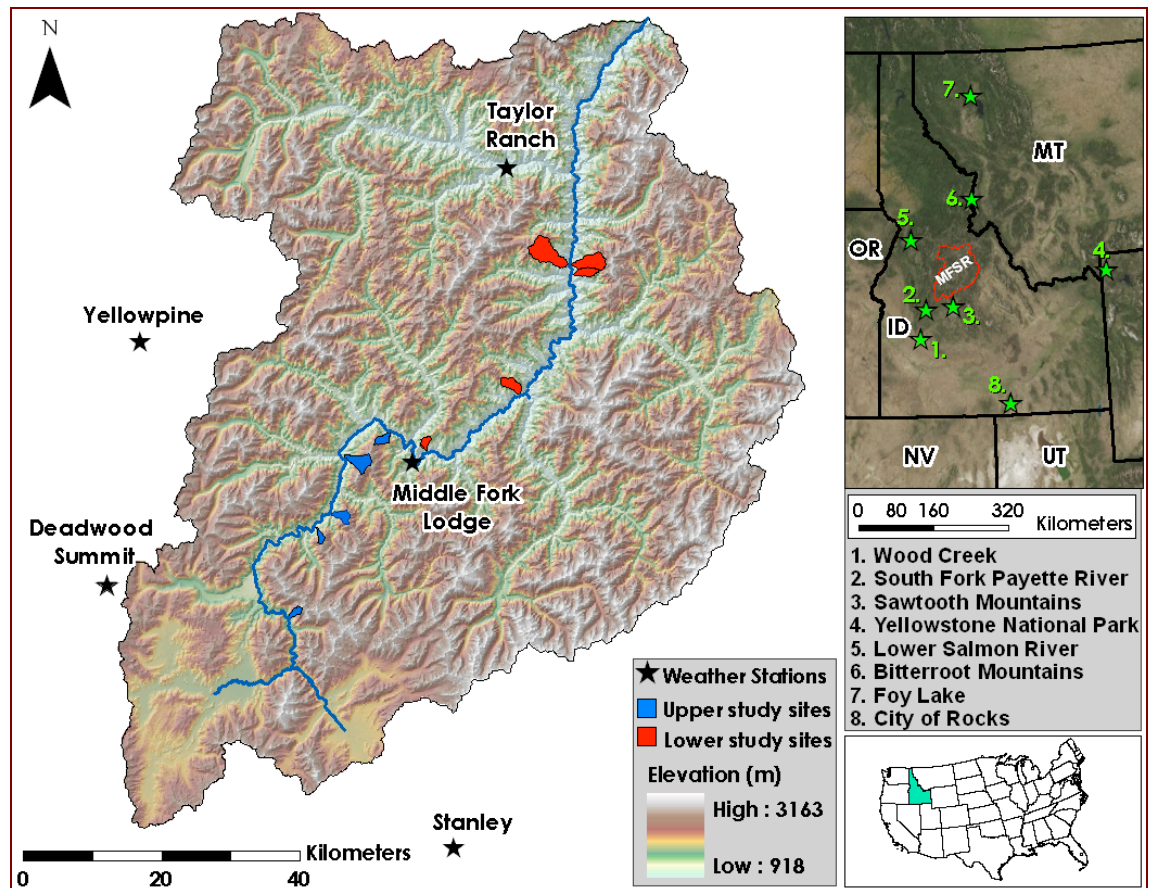 N
Taylor
Ranch
Yellowpine
Middle Fork
Lodge
Deadwood
Summit
Stanley
Kilometers
0 20 40
Weather Stations
Upper study sites
Lower study sites
Elevation (m)
High : 3163
Low : 918
7.
MT
6.
5.
OR
4.
MFSR
2.
3.
ID
1.
8.
NV
UT
0 80 160 320
Kilometers
1. Wood Creek
2. South Fork Payette River
3. Sawtooth Mountains
4. Yellowstone National Park
5. Lower Salmon River
6. Bitterroot Mountains
7. Foy Lake
8. City of Rocks